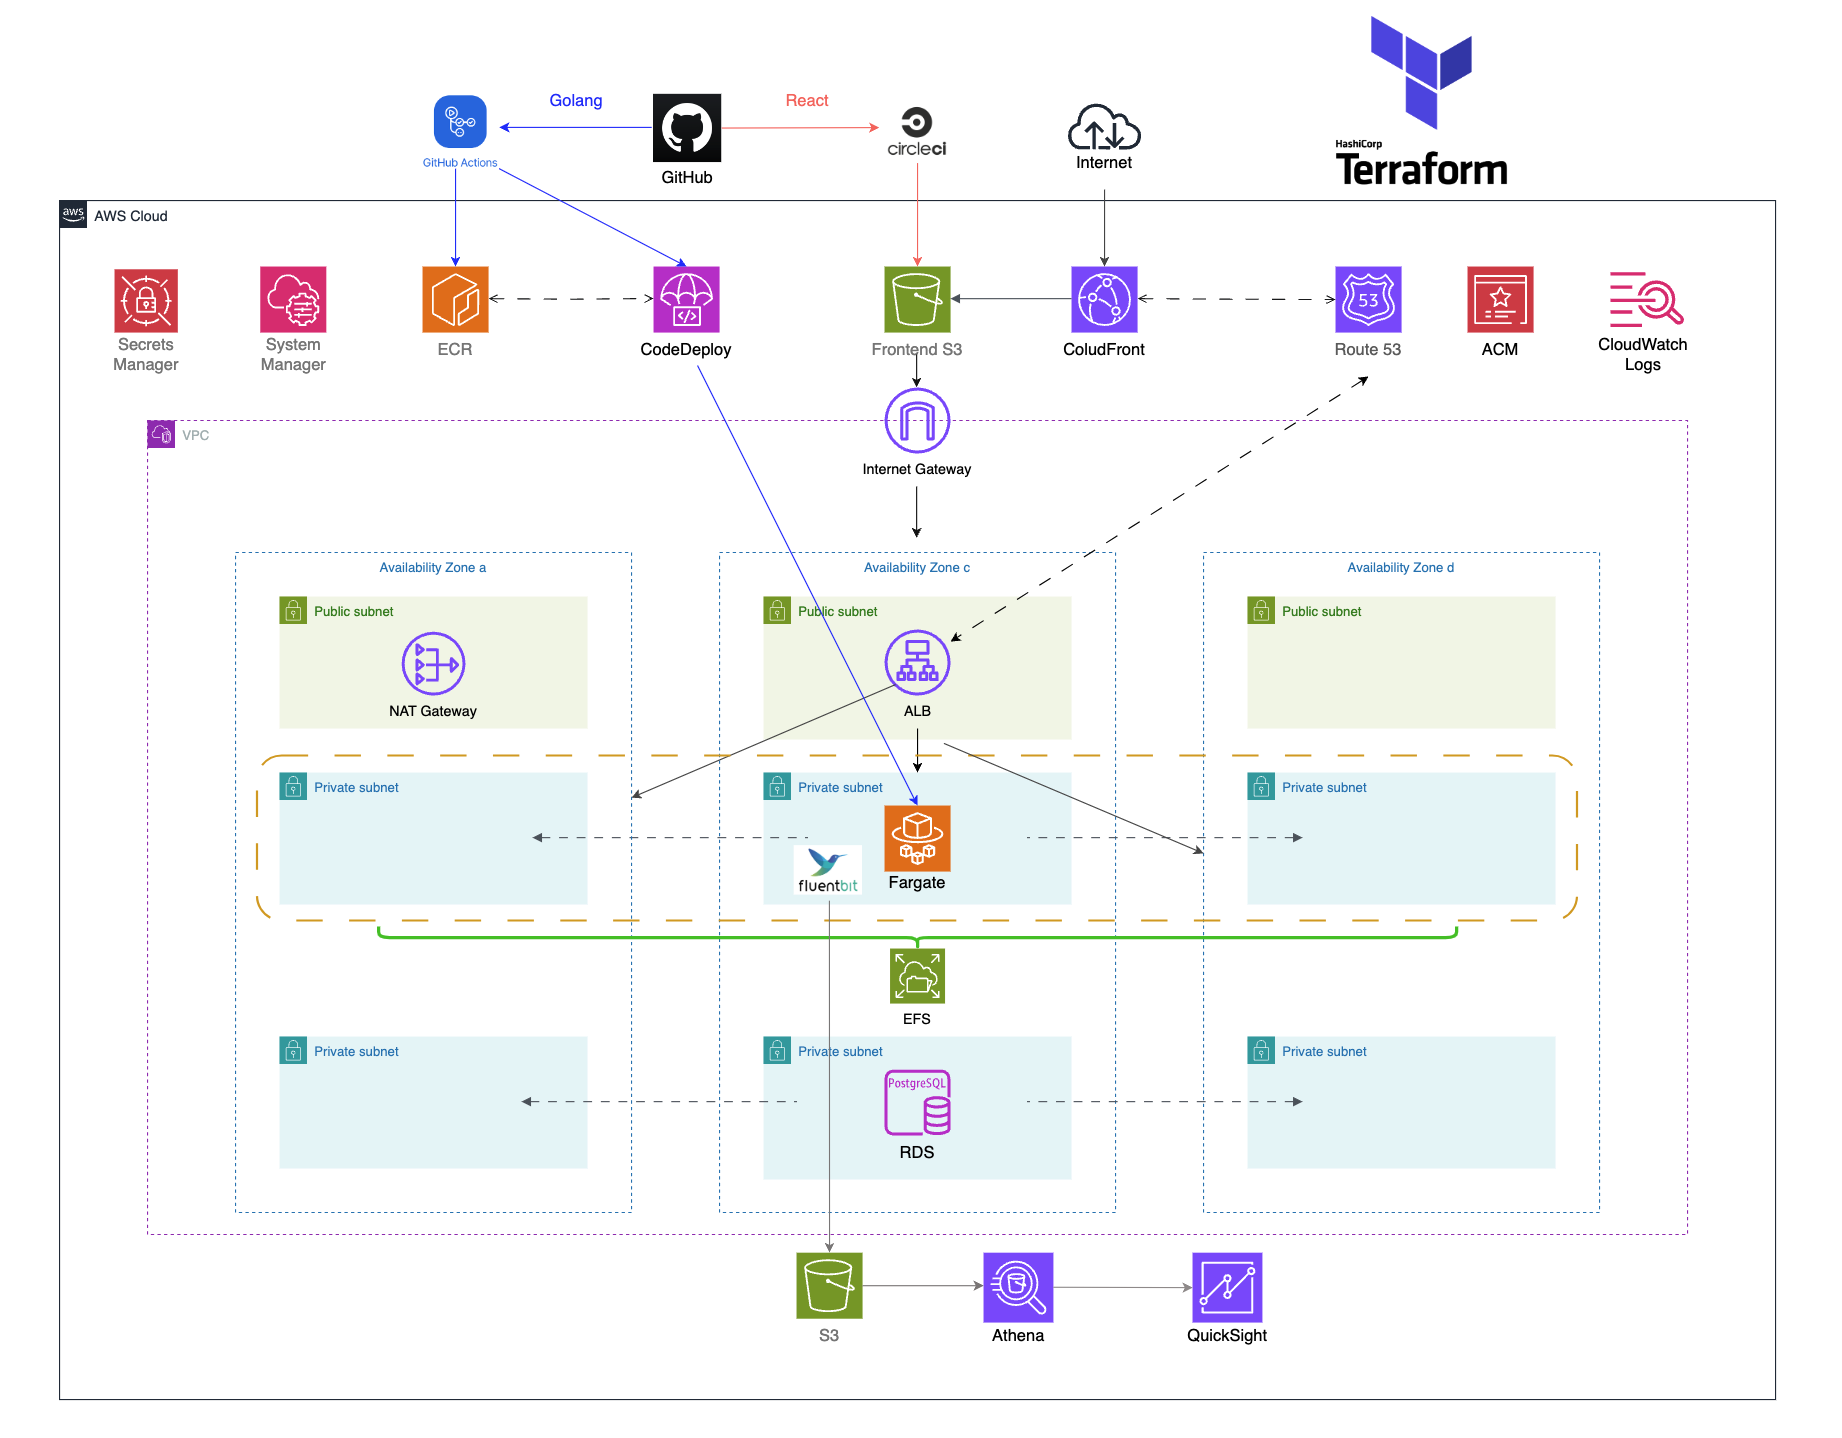 Golang
React
GitHub Actions
GitHub
circleci
Internet
HashiCorp
Terraform
aws
AWS Cloud
Secrets
Manager
System
Manager
ECR
CodeDeploy
Frontend S3
ColudFront
53
Route 53
ACM
CloudWatch
Logs
VPC
Internet Gateway
Availability Zone a
Availability Zone c
Availability Zone d
Public subnet
Public subnet
Public subnet
NAT Gateway
ALB
Private subnet
Private subnet
Private subnet
fluentbit
Fargate
EFS
Private subnet
Private subnet
Private subnet
PostgreSQL
RDS
S3
Athena
QuickSight